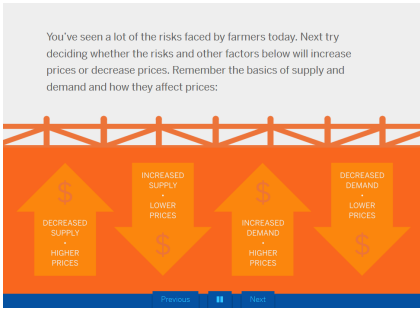 You've seen a lot of the risks faced by farmers today. Next try
deciding whether the risks and other factors below will increase
prices or decrease prices. Remember the basics of supply and
demand and how they affect prices:
$
DECREASED
SUPPLY
•
HIGHER
PRICES
INCREASED
SUPPLY
•
LOWER
PRICES
$
$
INCREASED
DEMAND
•
HIGHER
PRICES
DECREASED
DEMAND
•
LOWER
PRICES
$
Previous
Next